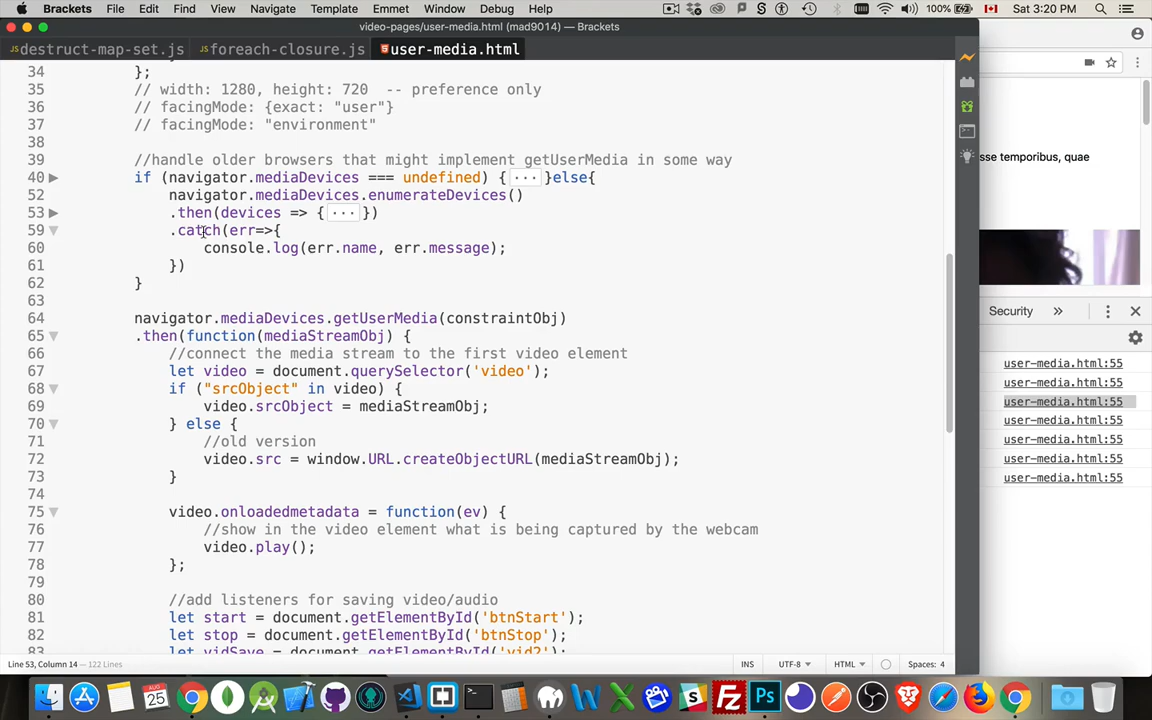 Brackets File Edit Find View Navigate Template Emmet Window Debug Help 100% Sat 3:20 PM
video-pages/user-media.html (mad9014) — Brackets
destruct-map-set.js foreach-closure.js user-media.html
34 };
35 // width: 1280, height: 720  -- preference only
36 // facingMode: {exact: "user"}
37 // facingMode: "environment"
38
39 //handle older browsers that might implement getUserMedia in some way
40 if (navigator.mediaDevices === undefined) {...}else{
52 navigator.mediaDevices.enumerateDevices()
53 .then(devices => {...})
59 .catch(err=>{
60 console.log(err.name, err.message);
61 })
62 }
63
64 navigator.mediaDevices.getUserMedia(constraintObj)
65 .then(function(mediaStreamObj) {
66 //connect the media stream to the first video element
67 let video = document.querySelector('video');
68 if ("srcObject" in video) {
69 video.srcObject = mediaStreamObj;
70 } else {
71 //old version
72 video.src = window.URL.createObjectURL(mediaStreamObj);
73 }
74
75 video.onloadedmetadata = function(ev) {
76 //show in the video element what is being captured by the webcam
77 video.play();
78 };
79
80 //add listeners for saving video/audio
81 let start = document.getElementById('btnStart');
82 let stop = document.getElementById('btnStop');
83 let vidSave = document.getElementById('vid2');
Line 53, Column 14 — 122 Lines INS UTF-8 HTML Spaces: 4
sse temporibus, quae
Security »
user-media.html:55
user-media.html:55
user-media.html:55
user-media.html:55
user-media.html:55
user-media.html:55
user-media.html:55
AUG
25